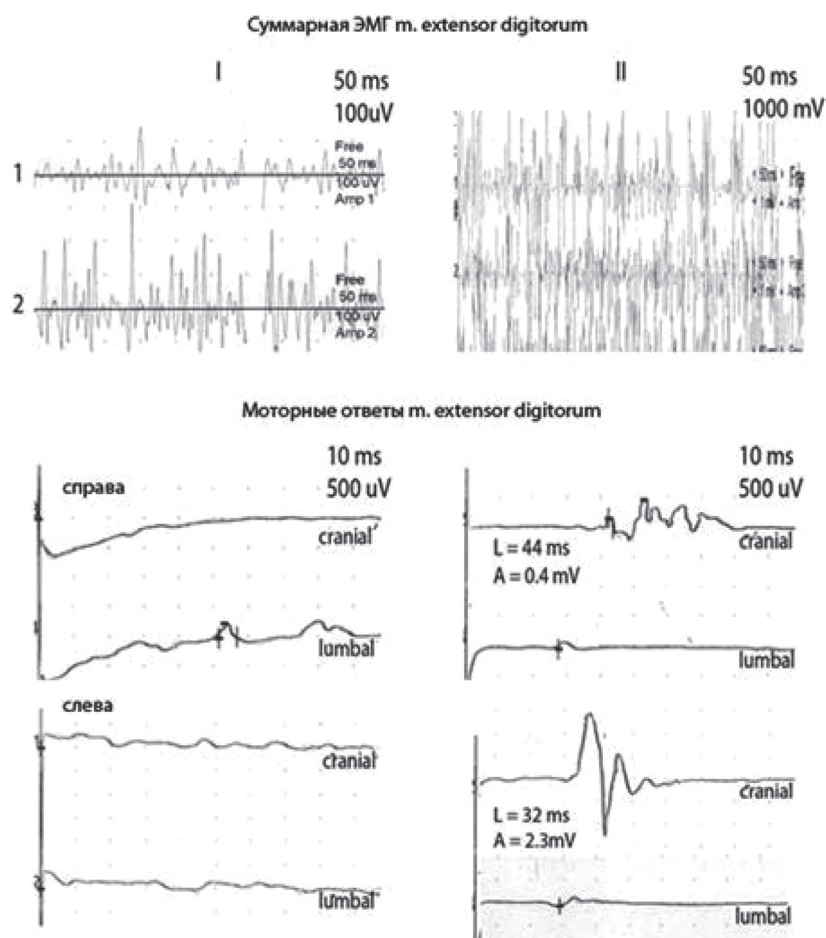 Суммарная ЭМГ m. extensor digitorum
I
50 ms
100uV
1
Free
50 ms
100 uV
Amp 1
2
Free
50 ms
100 uV
Amp 2
II
50 ms
1000 mV
Моторные ответы m. extensor digitorum
справа
10 ms
500 uV
cranial
lumbal
слева
cranial
lumbal
10 ms
500 uV
L = 44 ms
A = 0.4 mV
cranial
lumbal
L = 32 ms
A = 2.3mV
cranial
lumbal